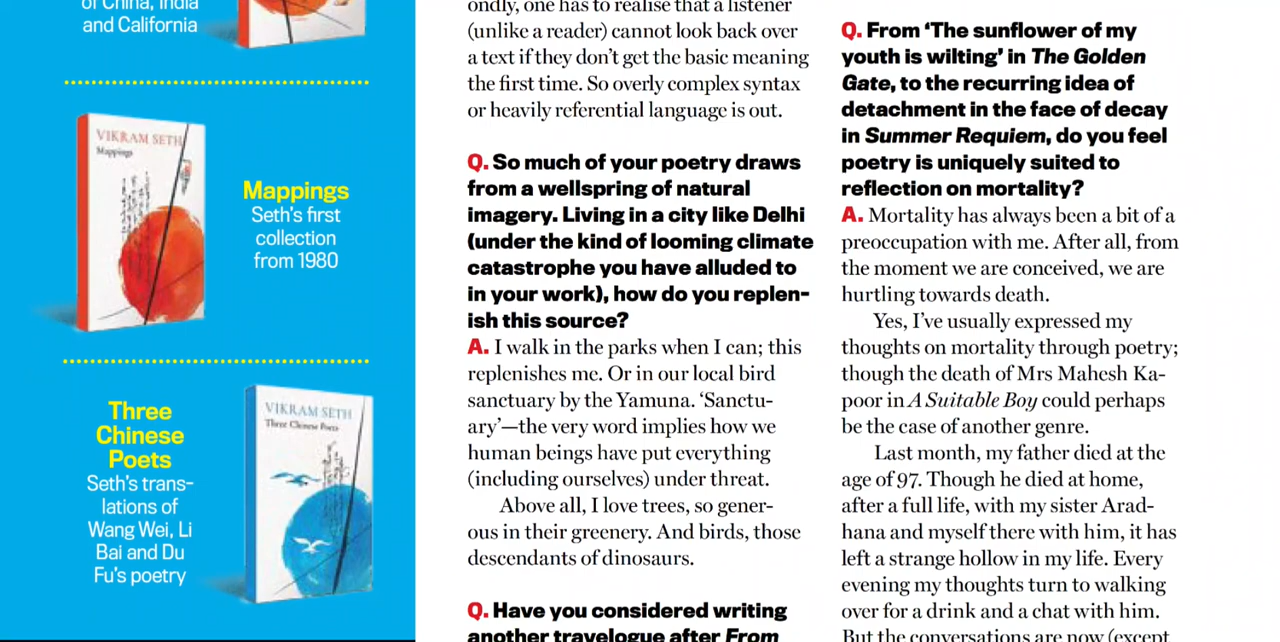 of China, India
and California
VIKRAM SETH
Mappings
Mappings
Seth's first
collection
from 1980
Three
Chinese
Poets
Seth's trans-
lations of
Wang Wei, Li
Bai and Du
Fu's poetry
VIKRAM SETH
Three Chinese Poets
ondly, one has to realise that a listener
(unlike a reader) cannot look back over
a text if they don't get the basic meaning
the first time. So overly complex syntax
or heavily referential language is out.
Q. So much of your poetry draws
from a wellspring of natural
imagery. Living in a city like Delhi
(under the kind of looming climate
catastrophe you have alluded to
in your work), how do you replen-
ish this source?
A. I walk in the parks when I can; this
replenishes me. Or in our local bird
sanctuary by the Yamuna. ‘Sanctu-
ary’—the very word implies how we
human beings have put everything
(including ourselves) under threat.
Above all, I love trees, so gener-
ous in their greenery. And birds, those
descendants of dinosaurs.
Q. Have you considered writing
another travelogue after From
Q. From ‘The sunflower of my
youth is wilting’ in The Golden
Gate, to the recurring idea of
detachment in the face of decay
in Summer Requiem, do you feel
poetry is uniquely suited to
reflection on mortality?
A. Mortality has always been a bit of a
preoccupation with me. After all, from
the moment we are conceived, we are
hurtling towards death.
Yes, I've usually expressed my
thoughts on mortality through poetry;
though the death of Mrs Mahesh Ka-
poor in A Suitable Boy could perhaps
be the case of another genre.
Last month, my father died at the
age of 97. Though he died at home,
after a full life, with my sister Arad-
hana and myself there with him, it has
left a strange hollow in my life. Every
evening my thoughts turn to walking
over for a drink and a chat with him.
But the conversations are now (except